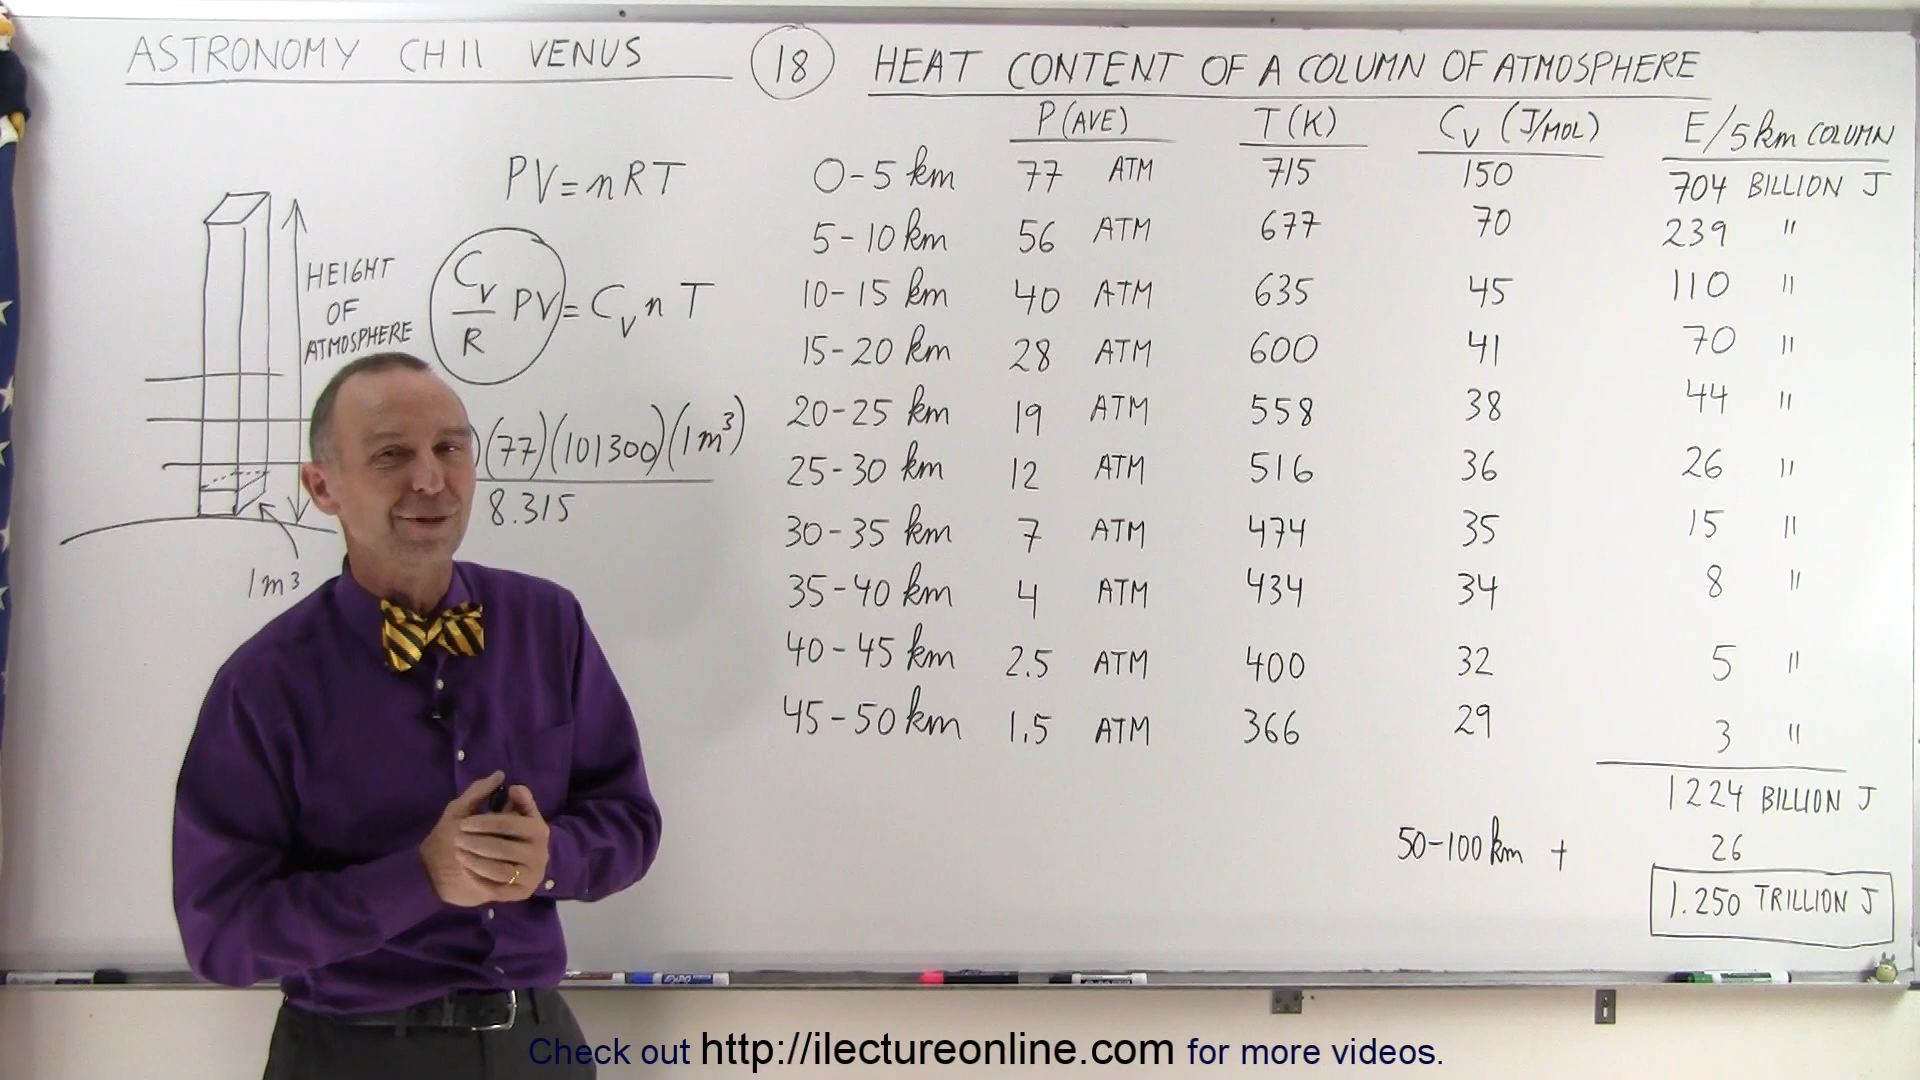 ASTRONOMY CH 11 VENUS
18 HEAT CONTENT OF A COLUMN OF ATMOSPHERE
P (AVE) T (K) Cv (J/MOL) E/5km COLUMN
0-5 km 77 ATM 715 150 704 BILLION J
5-10 km 56 ATM 677 70 239 "
10-15 km 40 ATM 635 45 110 "
15-20 km 28 ATM 600 41 70 "
20-25 km 19 ATM 558 38 44 "
25-30 km 12 ATM 516 36 26 "
30-35 km 7 ATM 474 35 15 "
35-40 km 4 ATM 434 34 8 "
40-45 km 2.5 ATM 400 32 5 "
45-50 km 1.5 ATM 366 29 3 "
1224 BILLION J
50-100 km + 26
1.250 TRILLION J
PV=nRT
Cv/R PV = Cv n T
)(77)(101300)(1m³)
8.315
HEIGHT
OF
ATMOSPHERE
1m³
EXPO
Check out http://ilectureonline.com for more videos.